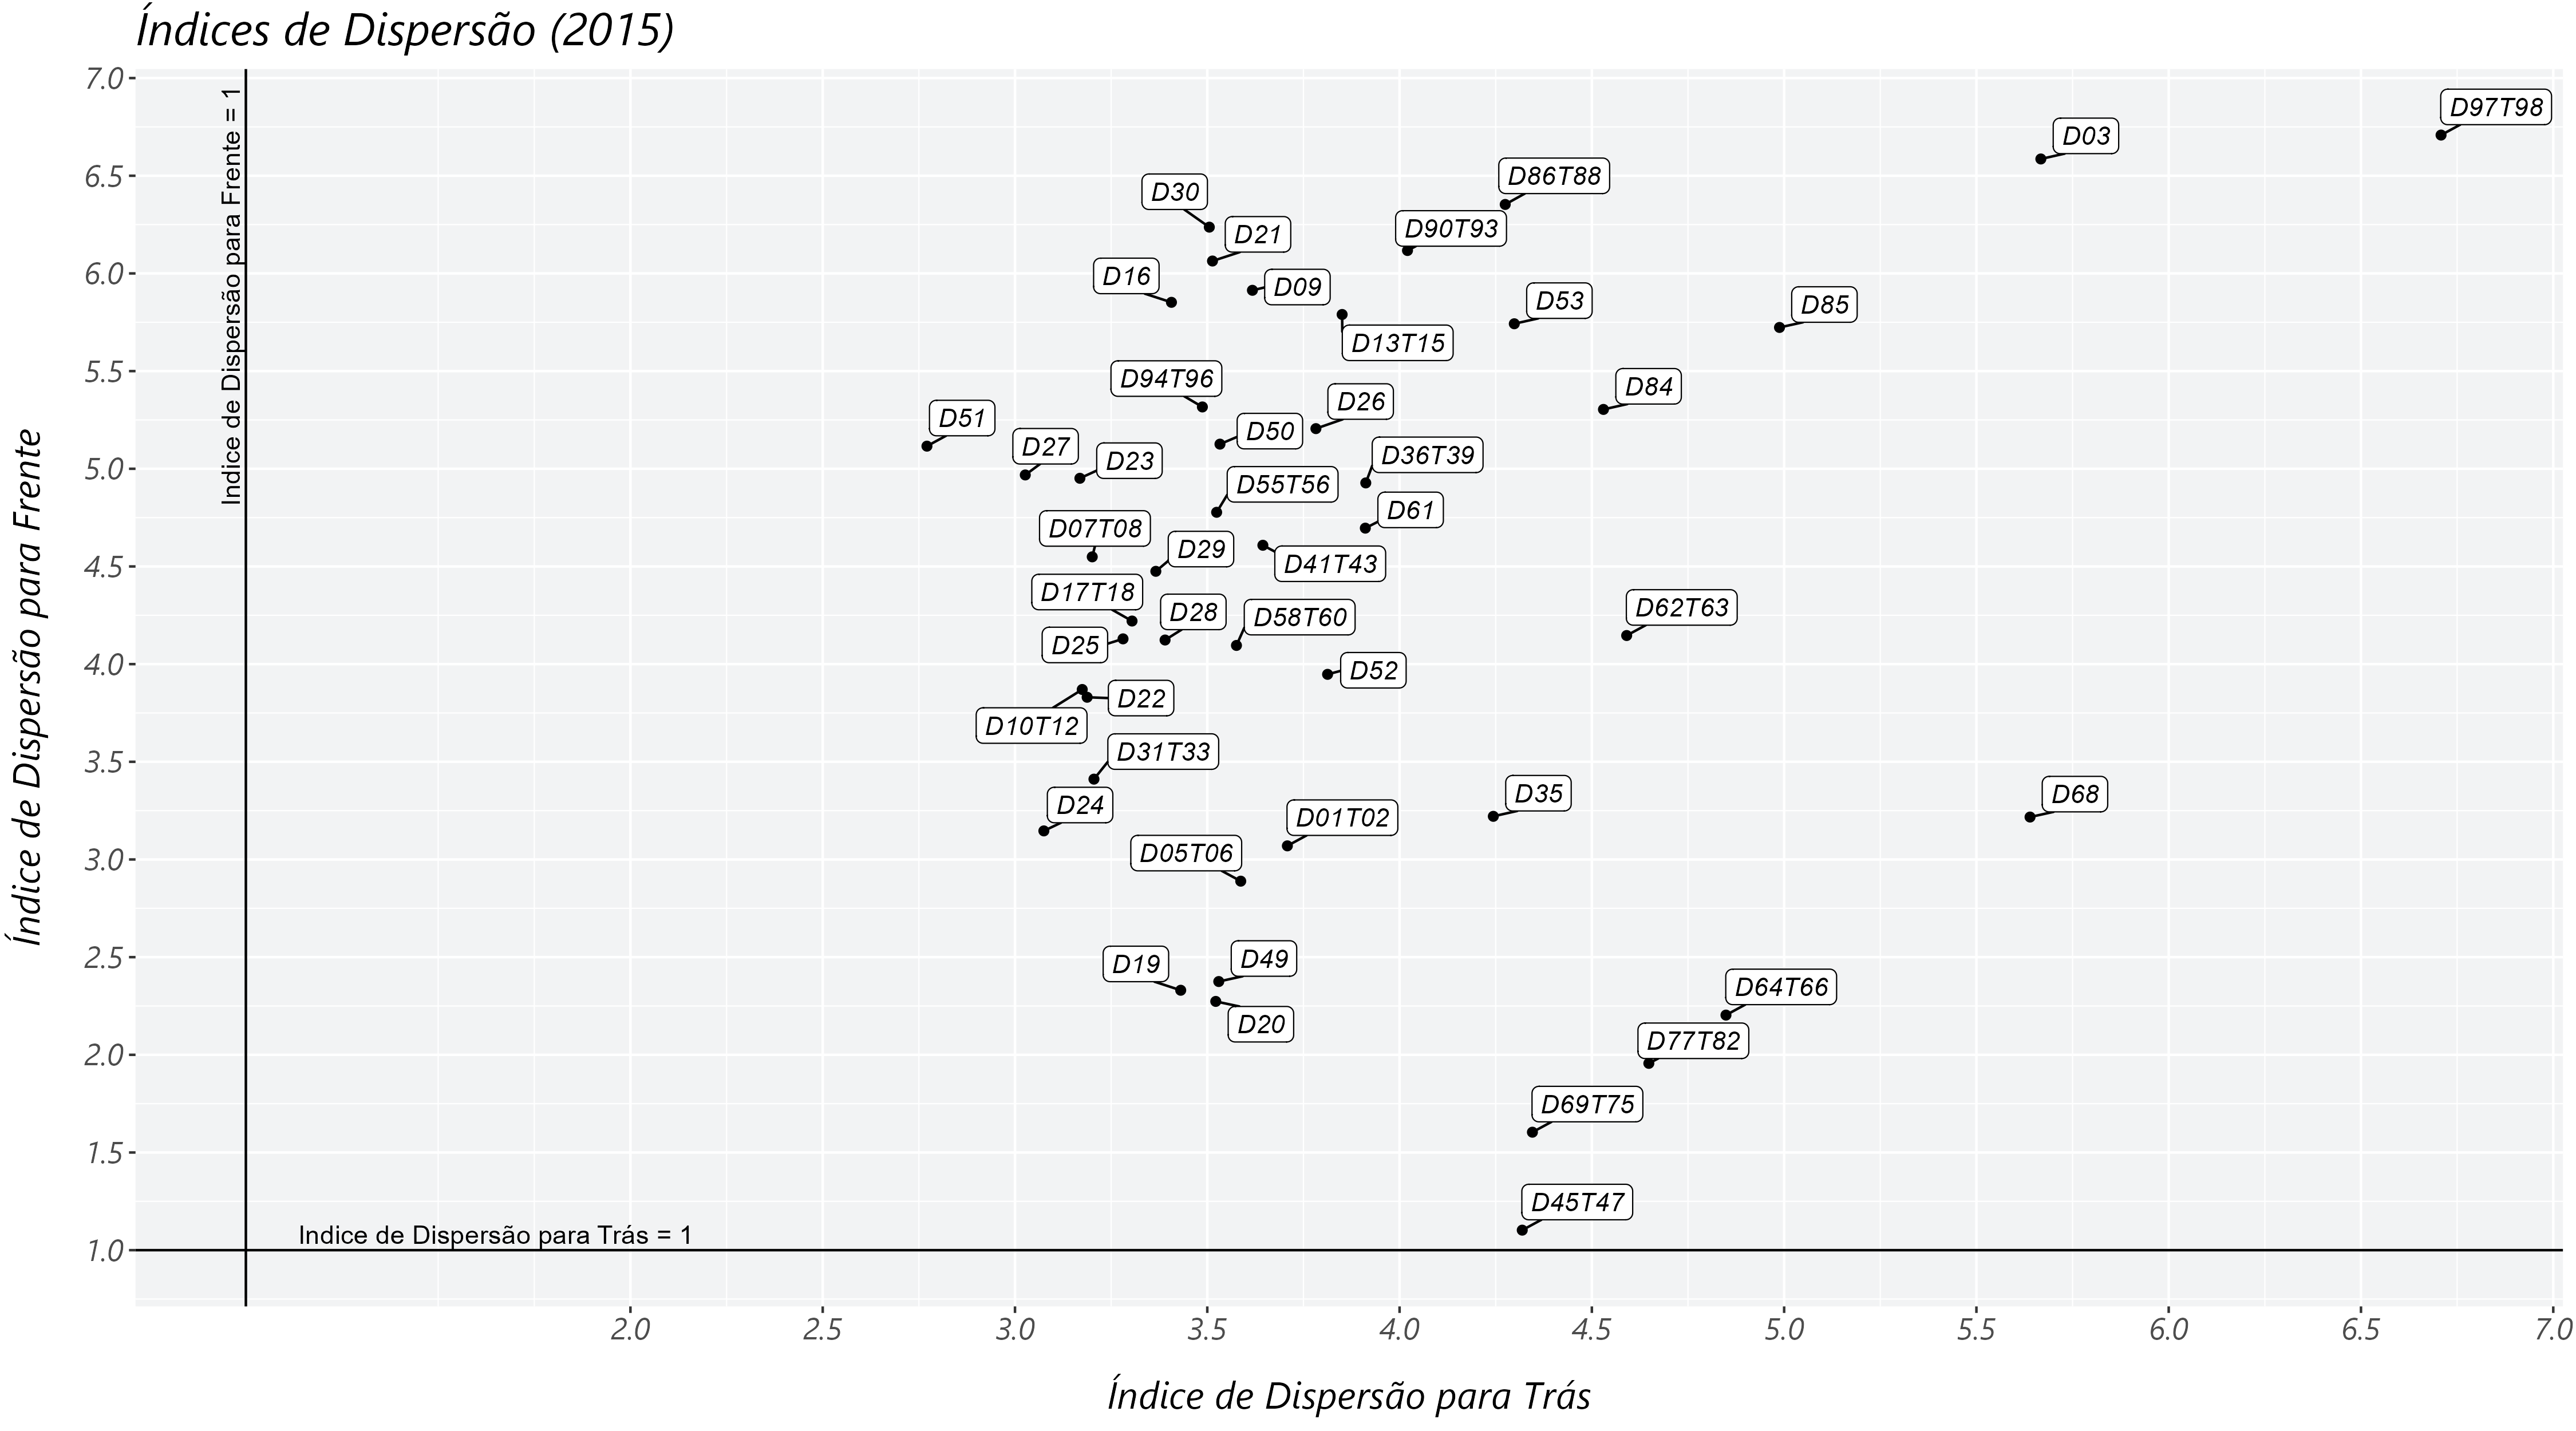 Índices de Dispersão (2015)
Índice de Dispersão para Frente
7.0
6.5
6.0
5.5
5.0
4.5
4.0
3.5
3.0
2.5
2.0
1.5
1.0
Indice de Dispersão para Frente = 1
D97T98
D03
D86T88
D30
D90T93
D21
D16
D09
D53
D85
D13T15
D94T96
D84
D26
D51
D50
D27
D36T39
D23
D55T56
D61
D07T08
D29
D41T43
D17T18
D62T63
D28
D58T60
D25
D52
D22
D10T12
D31T33
D35
D68
D24
D01T02
D05T06
D49
D19
D64T66
D20
D77T82
D69T75
D45T47
Indice de Dispersão para Trás = 1
2.0
2.5
3.0
3.5
4.0
4.5
5.0
5.5
6.0
6.5
7.0
Índice de Dispersão para Trás